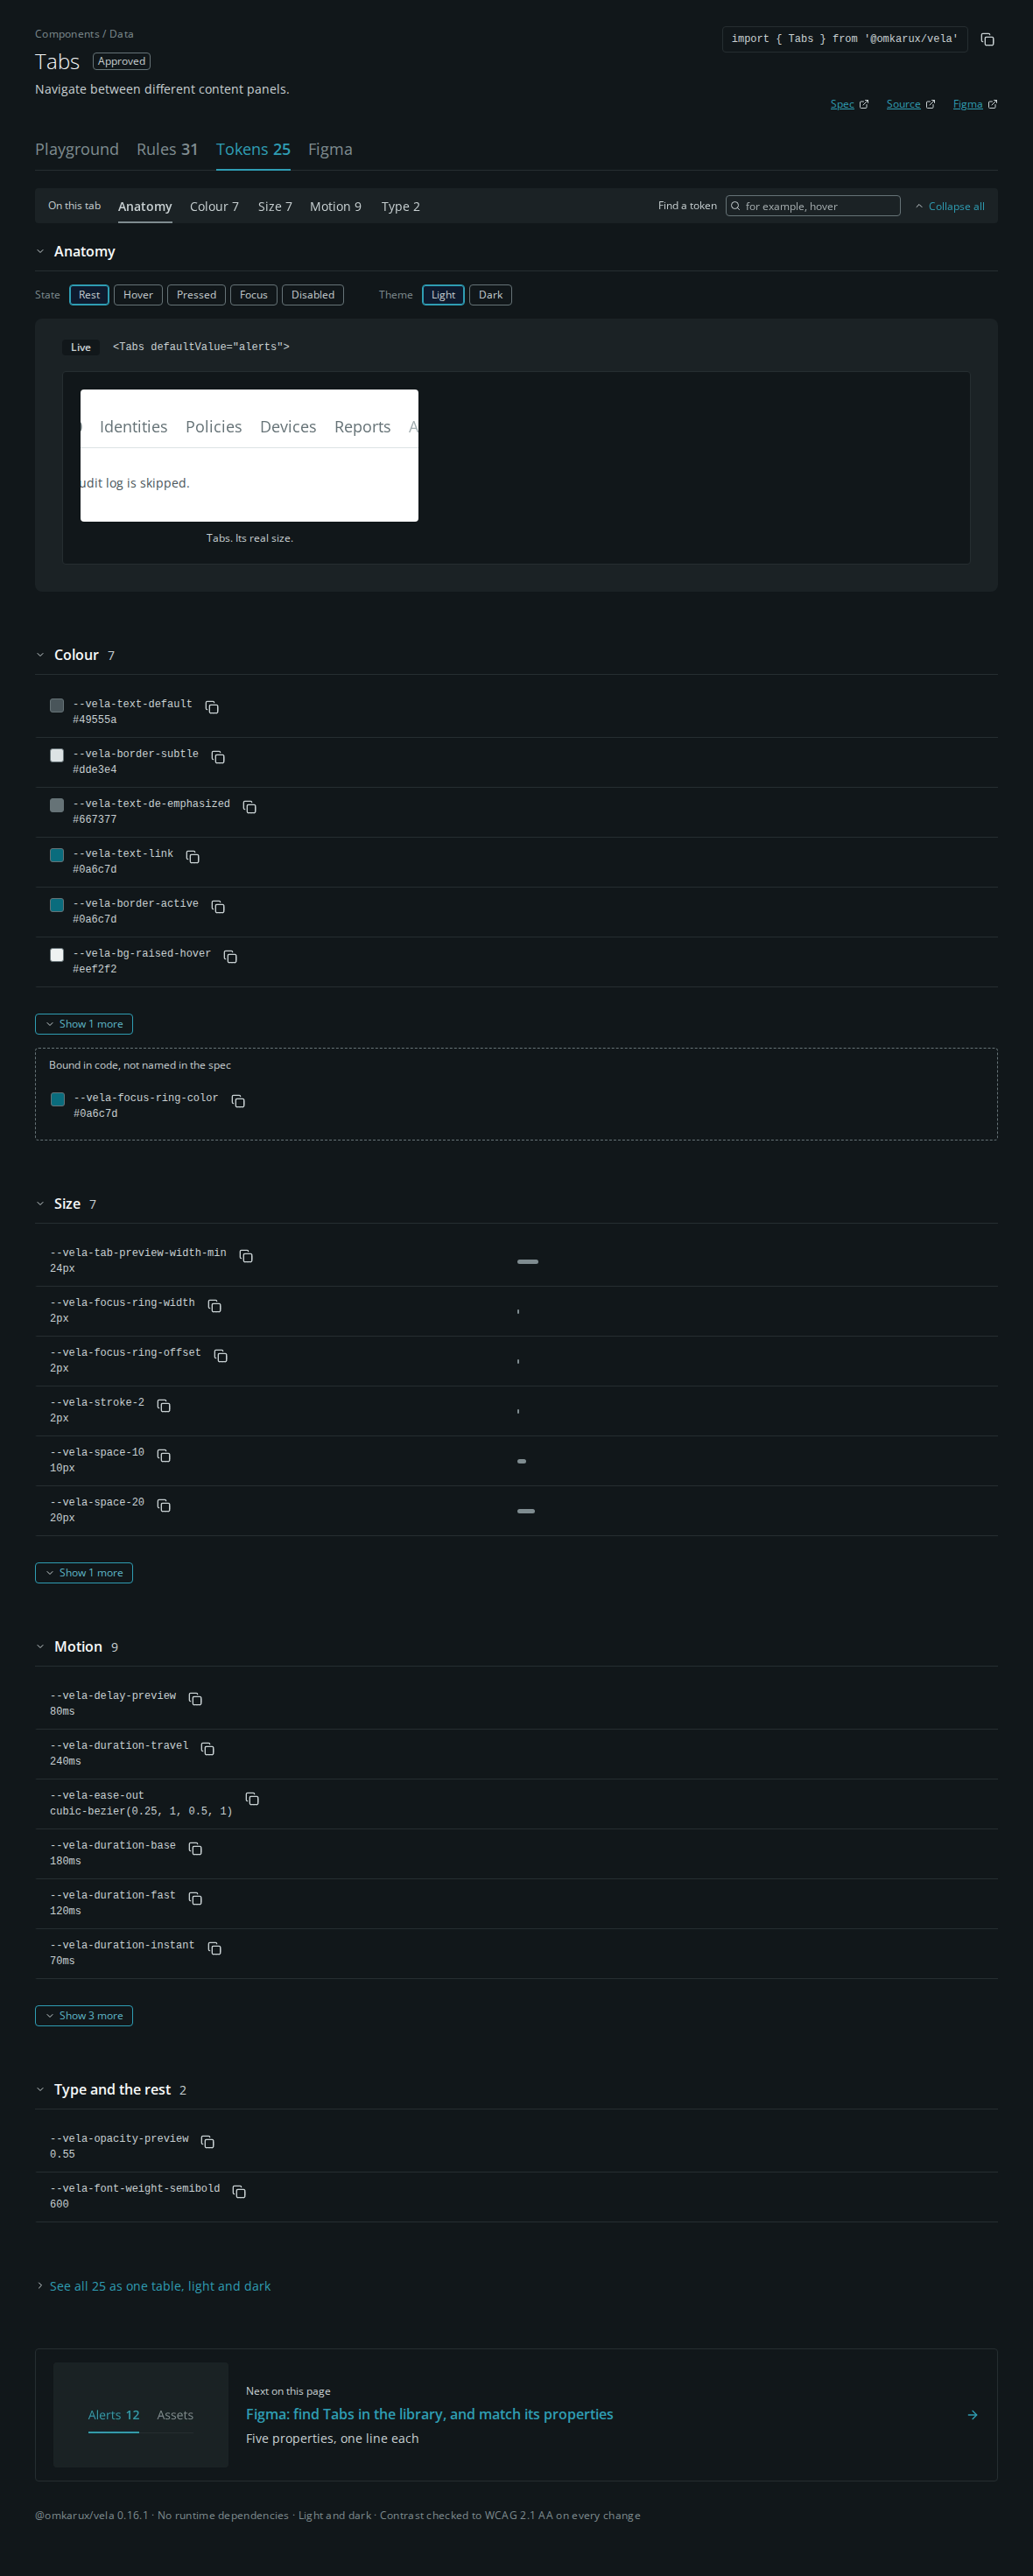 Components / Data
import { Tabs } from '@omkarux/vela'
Tabs Approved
Navigate between different content panels.
Spec Source Figma
Playground Rules 31 Tokens 25 Figma
On this tab Anatomy Colour 7 Size 7 Motion 9 Type 2 Find a token for example, hover Collapse all
Anatomy
State Rest Hover Pressed Focus Disabled Theme Light Dark
Live <Tabs defaultValue="alerts">
Identities Policies Devices Reports A
udit log is skipped.
Tabs. Its real size.
Colour 7
--vela-text-default
#49555a
--vela-border-subtle
#dde3e4
--vela-text-de-emphasized
#667377
--vela-text-link
#0a6c7d
--vela-border-active
#0a6c7d
--vela-bg-raised-hover
#eef2f2
Show 1 more
Bound in code, not named in the spec
--vela-focus-ring-color
#0a6c7d
Size 7
--vela-tab-preview-width-min
24px
--vela-focus-ring-width
2px
--vela-focus-ring-offset
2px
--vela-stroke-2
2px
--vela-space-10
10px
--vela-space-20
20px
Show 1 more
Motion 9
--vela-delay-preview
80ms
--vela-duration-travel
240ms
--vela-ease-out
cubic-bezier(0.25, 1, 0.5, 1)
--vela-duration-base
180ms
--vela-duration-fast
120ms
--vela-duration-instant
70ms
Show 3 more
Type and the rest 2
--vela-opacity-preview
0.55
--vela-font-weight-semibold
600
See all 25 as one table, light and dark
Alerts 12 Assets
Next on this page
Figma: find Tabs in the library, and match its properties
Five properties, one line each
@omkarux/vela 0.16.1 · No runtime dependencies · Light and dark · Contrast checked to WCAG 2.1 AA on every change